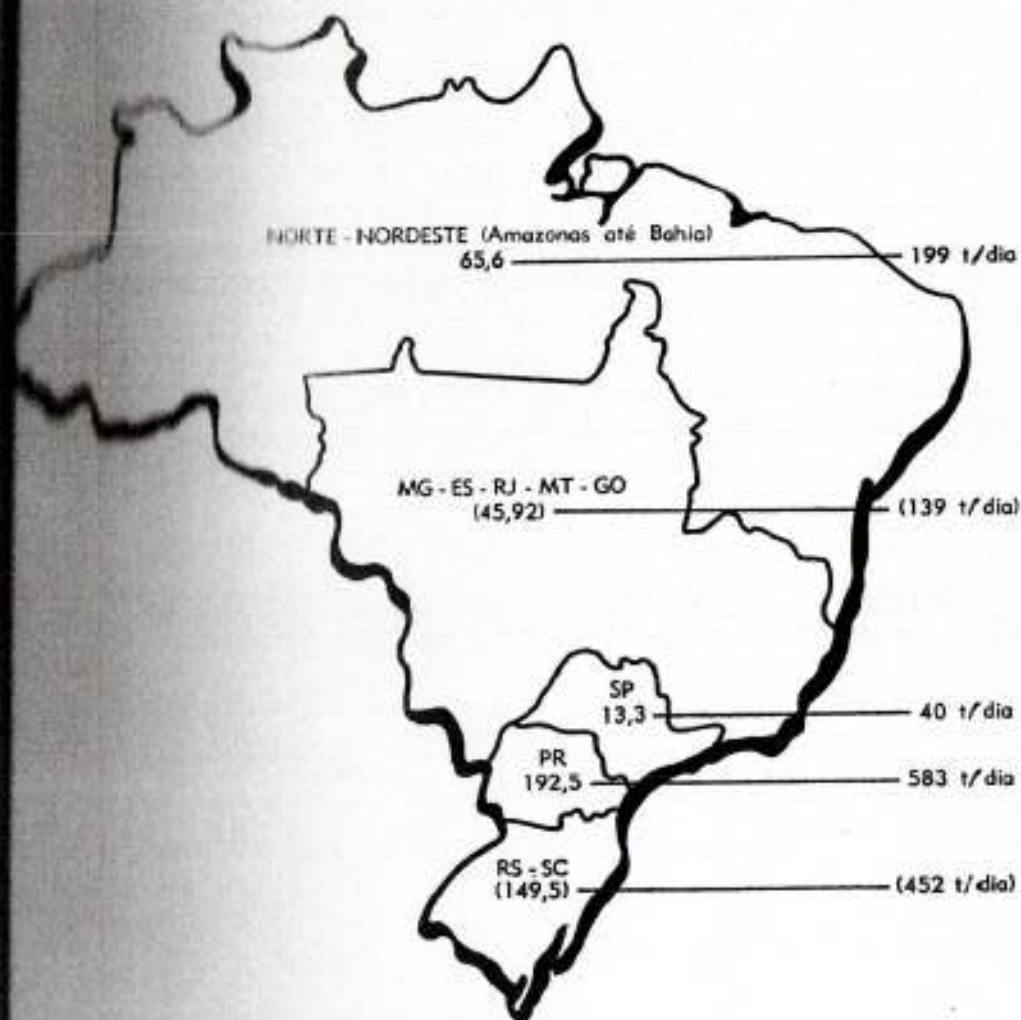 NORTE - NORDESTE (Amazonas até Bahia)
65,6 199 t/dia
MG - ES - RJ - MT - GO
(45,92) (139 t/dia)
SP
13,3 40 t/dia
PR
192,5 583 t/dia
RS - SC
(149,5) (452 t/dia)